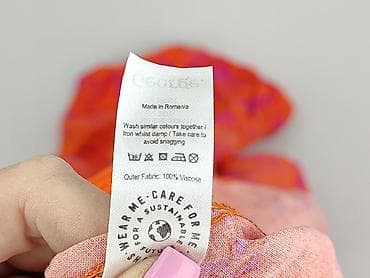 Made in Romania
Wash similar colours together /
Iron whilst damp / Take care to
avoid snagging
Outer Fabric: 100% Viscose
WEAR ME · CARE FOR ME
FOR A SUSTAINABLE